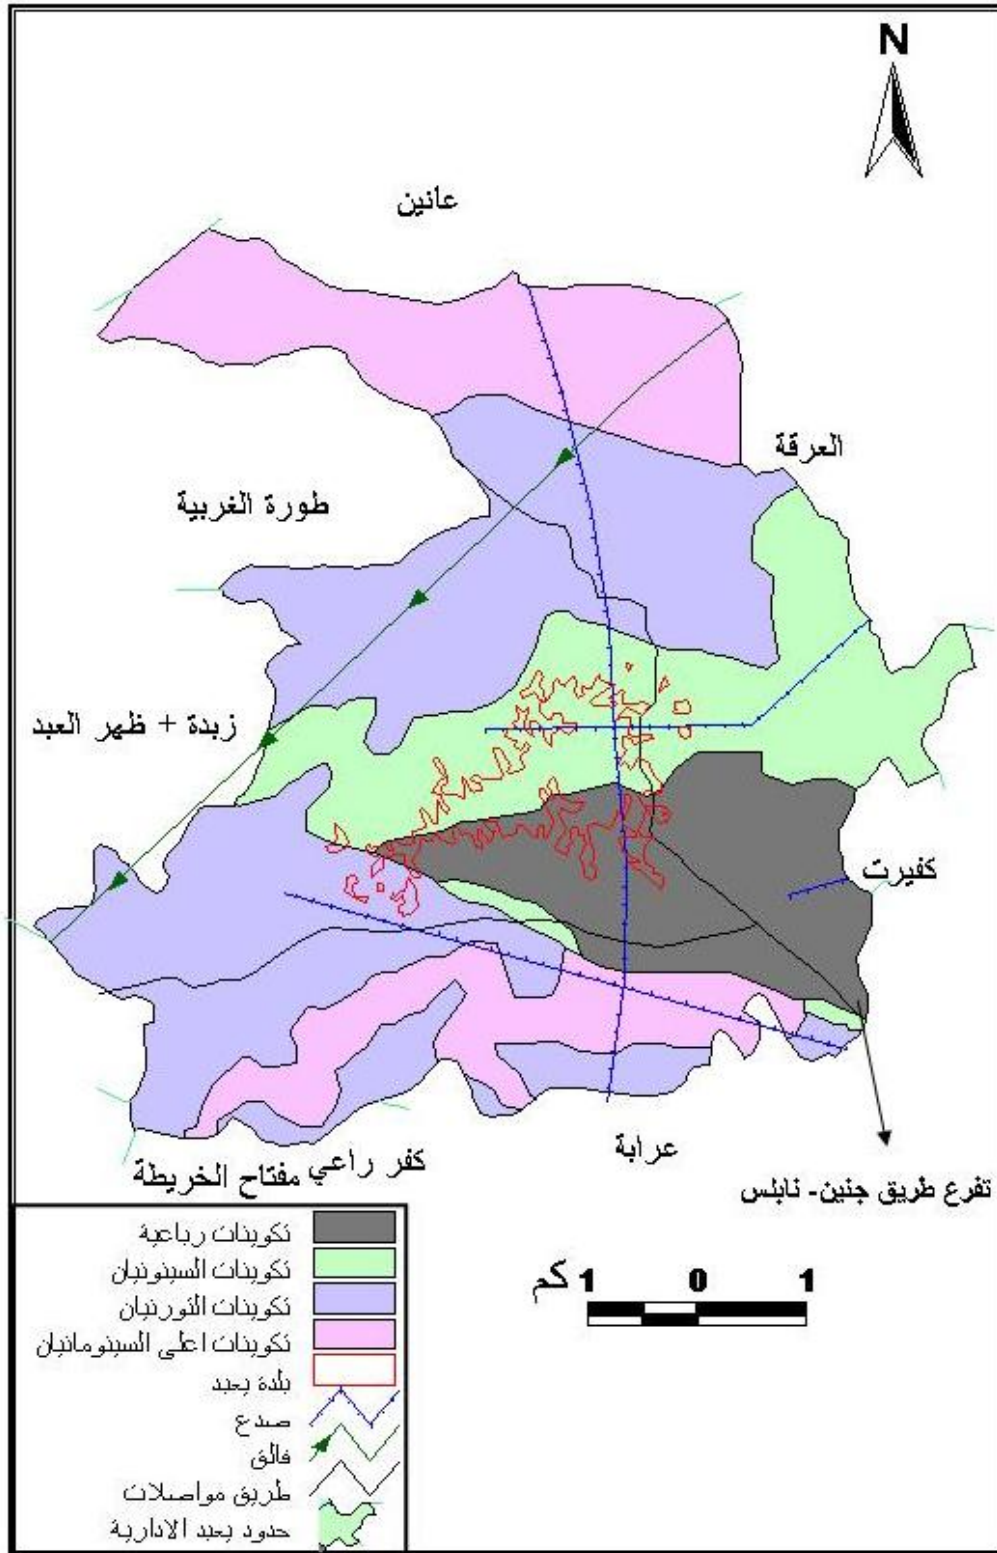 N
عانين
العرقة
طورة الغربية
زبدة + ظهر العبد
كفيرت
عرابة
كفر راعي
تفرع طريق جنين- نابلس
مفتاح الخريطة
تكوينات رباعية
تكوينات السينونيان
تكوينات التورنيان
تكوينات اعلى السينومانيان
بلدة يعبد
صدع
فالق
طريق مواصلات
حدود يعبد الادارية
1 0 1 كم